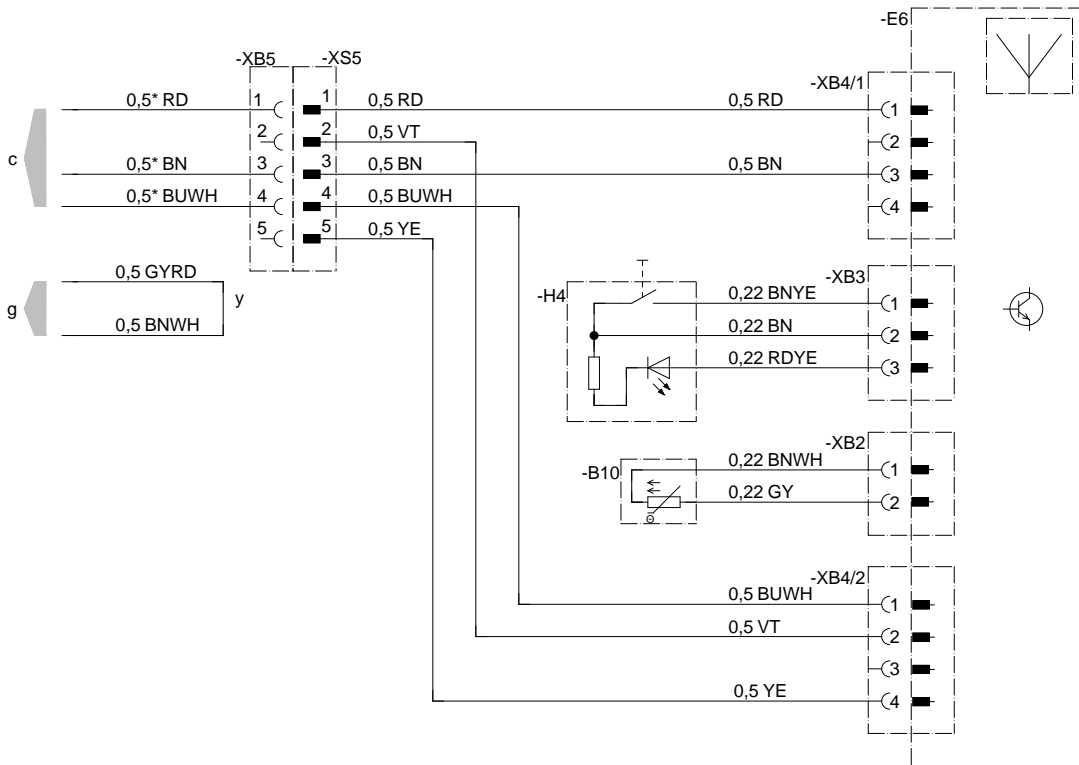 -E6
-XB5 -XS5
-XB4/1
0,5* RD 1 1 0,5 RD 0,5 RD 1
2 2 0,5 VT 2
c
0,5* BN 3 3 0,5 BN 0,5 BN 3
0,5* BUWH 4 4 0,5 BUWH 4
5 5 0,5 YE
0,5 GYRD
g y
0,5 BNWH
-XB3
-H4
0,22 BNYE 1
0,22 BN 2
0,22 RDYE 3
-XB2
-B10
0,22 BNWH 1
0,22 GY 2
Θ
-XB4/2
0,5 BUWH 1
0,5 VT 2
3
0,5 YE 4